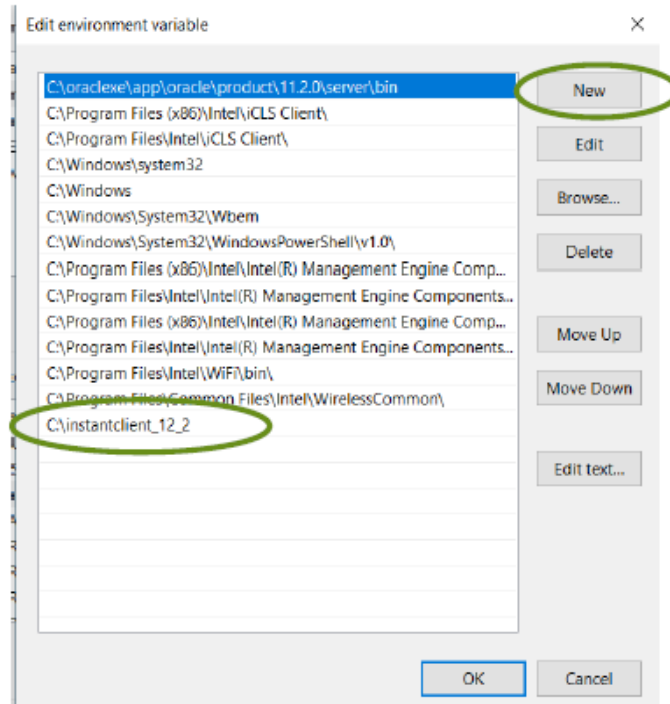 Edit environment variable
C:\oraclexe\app\oracle\product\11.2.0\server\bin
New
C:\Program Files (x86)\Intel\iCLS Client\
C:\Program Files\Intel\iCLS Client\
Edit
C:\Windows\system32
C:\Windows
Browse...
C:\Windows\System32\Wbem
C:\Windows\System32\WindowsPowerShell\v1.0\
Delete
C:\Program Files (x86)\Intel\Intel(R) Management Engine Comp...
C:\Program Files\Intel\Intel(R) Management Engine Components...
C:\Program Files (x86)\Intel\Intel(R) Management Engine Comp...
Move Up
C:\Program Files\Intel\Intel(R) Management Engine Components...
C:\Program Files\Intel\WiFi\bin\
Move Down
C:\Program Files\Common Files\Intel\WirelessCommon\
C:\instantclient_12_2
Edit text...
OK
Cancel